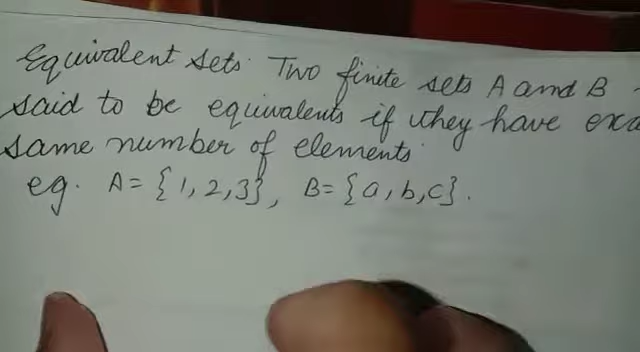 Equivalent sets: Two finite sets A and B
said to be equivalents if they have exa
same number of elements.
eg. A = {1, 2, 3}, B = {a, b, c}.